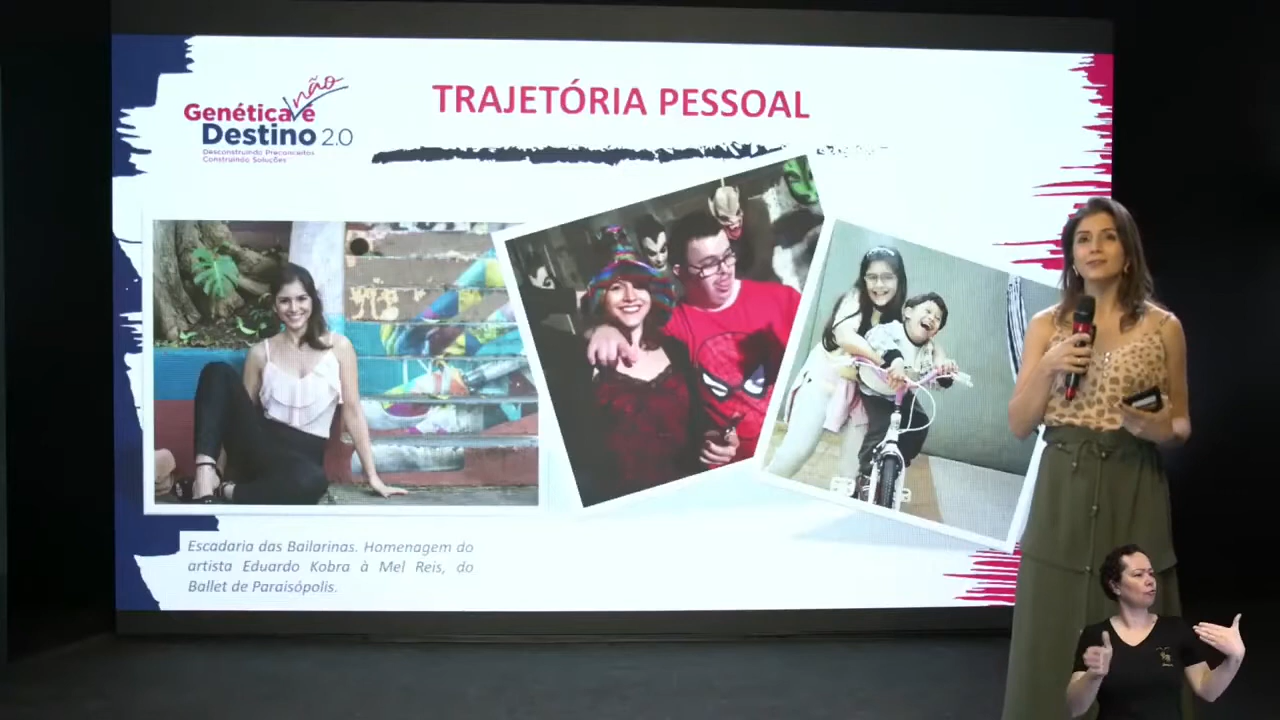 não
Genética é
Destino 2.0
Desconstruindo Preconceitos
Construindo Soluções
TRAJETÓRIA PESSOAL
Escadaria das Bailarinas. Homenagem do
artista Eduardo Kobra à Mel Reis, do
Ballet de Paraisópolis.